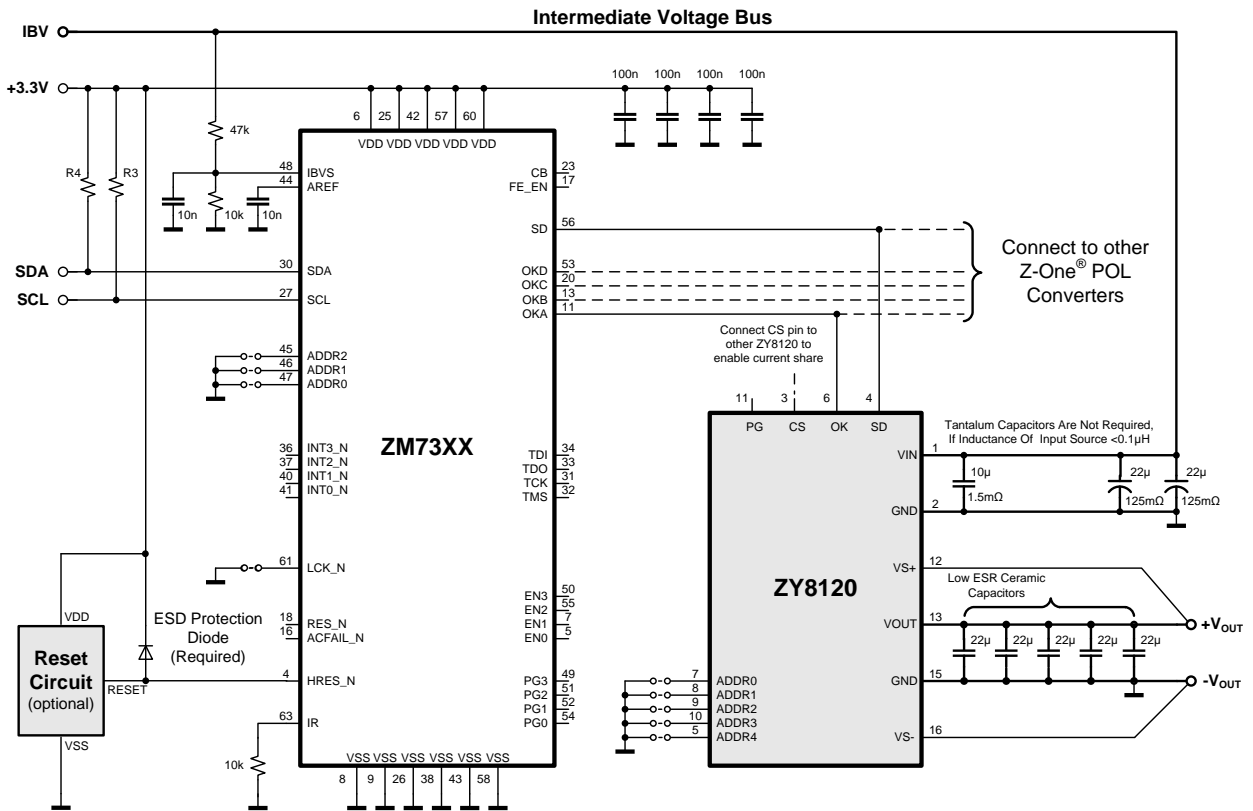 Intermediate Voltage Bus
IBV
+3.3V
100n 100n 100n 100n
6 25 42 57 60
VDD VDD VDD VDD VDD
47k
R4 R3
48 IBVS
44 AREF
10n 10k 10n
CB 23
FE_EN 17
SD 56
SDA
30 SDA
SCL
27 SCL
OKD 53
OKC 20
OKB 13
OKA 11
Connect to other
Z-One® POL
Converters
Connect CS pin to
other ZY8120 to
enable current share
45 ADDR2
46 ADDR1
47 ADDR0
11 3 6 4
PG CS OK SD
ZM73XX
36 INT3_N
37 INT2_N
40 INT1_N
41 INT0_N
TDI 34
TDO 33
TCK 31
TMS 32
Tantalum Capacitors Are Not Required,
If Inductance Of Input Source <0.1µH
VIN 1
10µ 22µ 22µ
1.5mΩ 125mΩ 125mΩ
GND 2
61 LCK_N
VS+ 12
ZY8120
Low ESR Ceramic
Capacitors
EN3 50
EN2 55
EN1 7
EN0 5
18 RES_N
16 ACFAIL_N
VDD
ESD Protection
Diode
(Required)
VOUT 13
+VOUT
22µ 22µ 22µ 22µ 22µ
Reset
Circuit
(optional)
RESET
4 HRES_N
PG3 49
PG2 51
PG1 52
PG0 54
7 ADDR0
8 ADDR1
9 ADDR2
10 ADDR3
5 ADDR4
GND 15
-VOUT
VS- 16
63 IR
VSS
10k
VSS VSS VSS VSS VSS VSS
8 9 26 38 43 58